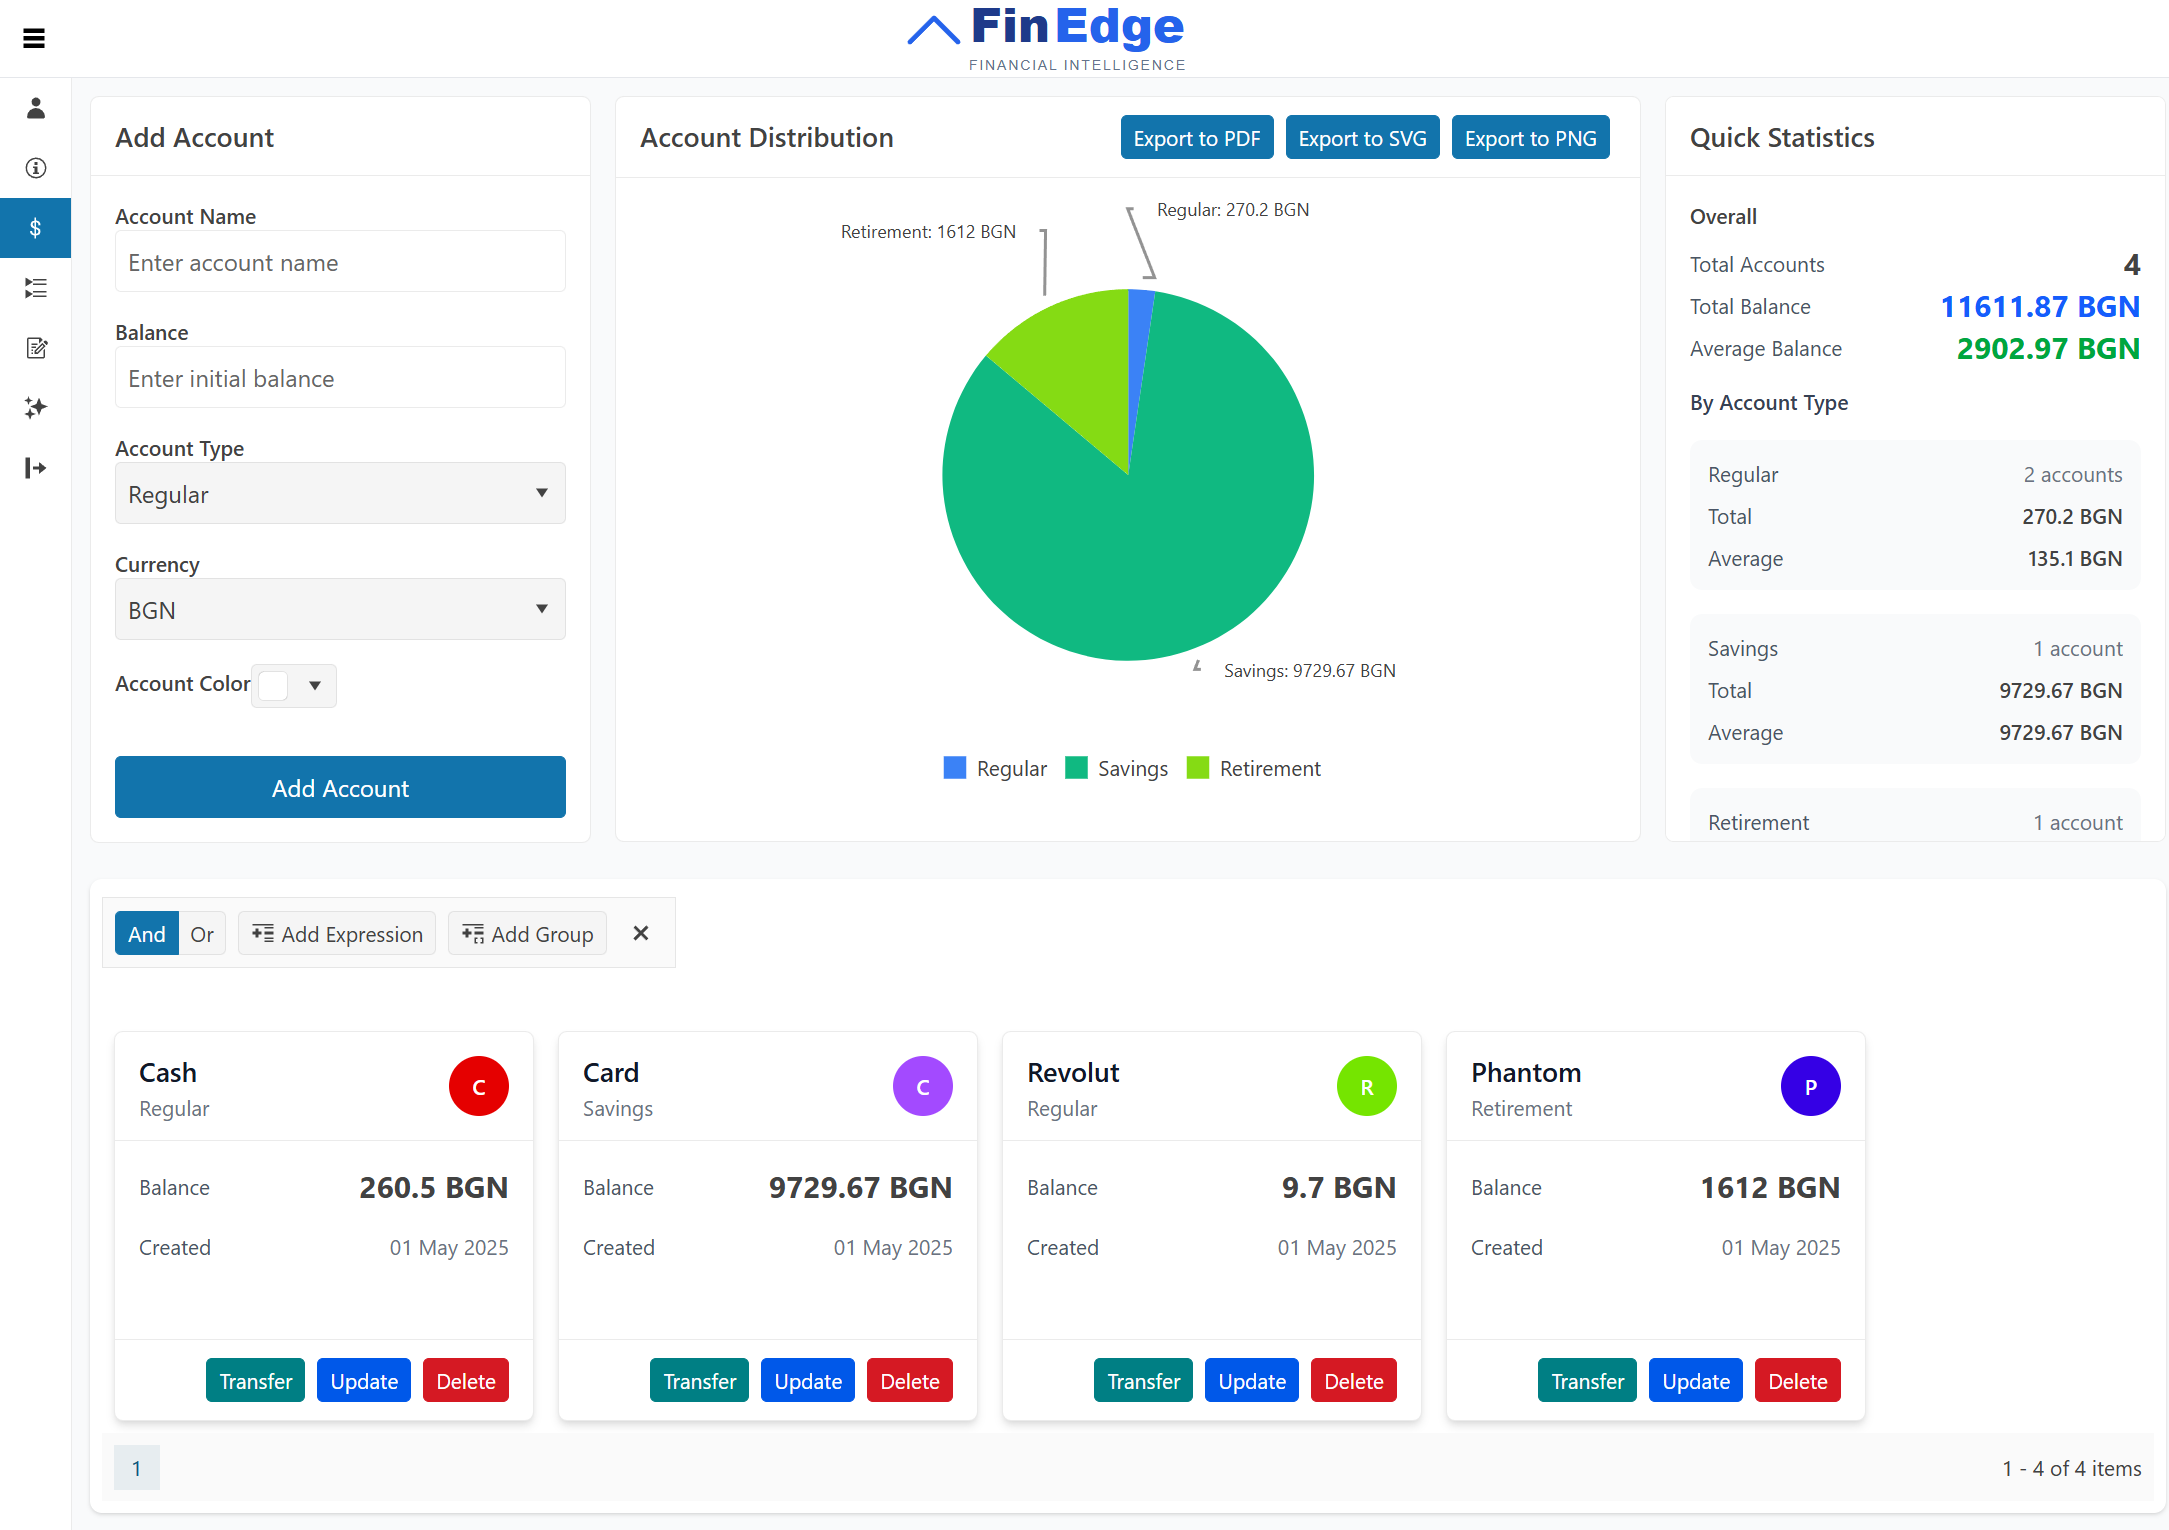 FinEdge
FINANCIAL INTELLIGENCE
Add Account
Account Name
Enter account name
Balance
Enter initial balance
Account Type
Regular
Currency
BGN
Account Color
Add Account
Account Distribution
Export to PDF
Export to SVG
Export to PNG
Regular: 270.2 BGN
Retirement: 1612 BGN
Savings: 9729.67 BGN
Regular
Savings
Retirement
Quick Statistics
Overall
Total Accounts 4
Total Balance 11611.87 BGN
Average Balance 2902.97 BGN
By Account Type
Regular 2 accounts
Total 270.2 BGN
Average 135.1 BGN
Savings 1 account
Total 9729.67 BGN
Average 9729.67 BGN
Retirement 1 account
And Or Add Expression Add Group
Cash
C
Regular
Balance 260.5 BGN
Created 01 May 2025
Transfer Update Delete
Card
C
Savings
Balance 9729.67 BGN
Created 01 May 2025
Transfer Update Delete
Revolut
R
Regular
Balance 9.7 BGN
Created 01 May 2025
Transfer Update Delete
Phantom
P
Retirement
Balance 1612 BGN
Created 01 May 2025
Transfer Update Delete
1
1 - 4 of 4 items